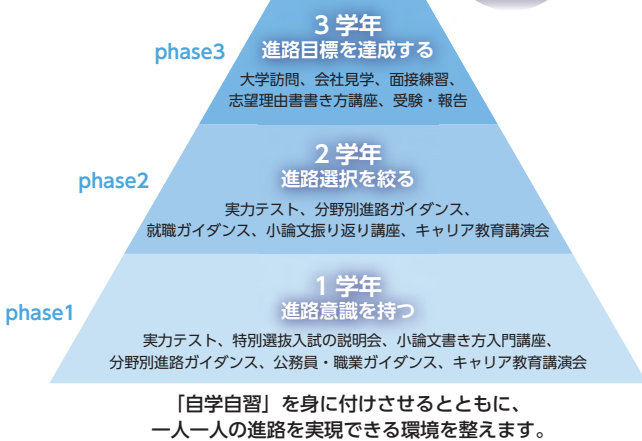 phase3
3 学年
進路目標を達成する
大学訪問、会社見学、面接練習、
志望理由書書き方講座、受験・報告
phase2
2 学年
進路選択を絞る
実力テスト、分野別進路ガイダンス、
就職ガイダンス、小論文振り返り講座、キャリア教育講演会
phase1
1 学年
進路意識を持つ
実力テスト、特別選抜入試の説明会、小論文書き方入門講座、
分野別進路ガイダンス、公務員・職業ガイダンス、キャリア教育講演会
「自学自習」を身に付けさせるとともに、
一人一人の進路を実現できる環境を整えます。